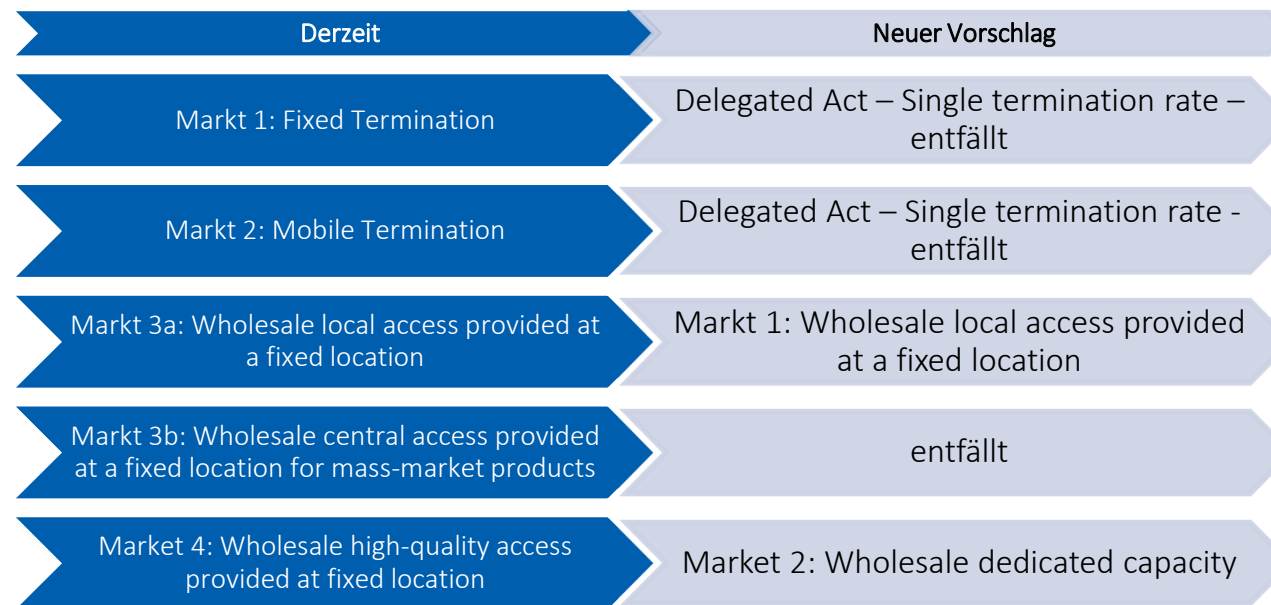 Derzeit
Neuer Vorschlag
Markt 1: Fixed Termination
Delegated Act – Single termination rate –
entfällt
Markt 2: Mobile Termination
Delegated Act – Single termination rate -
entfällt
Markt 3a: Wholesale local access provided at
a fixed location
Markt 1: Wholesale local access provided
at a fixed location
Markt 3b: Wholesale central access provided
at a fixed location for mass-market products
entfällt
Market 4: Wholesale high-quality access
provided at fixed location
Market 2: Wholesale dedicated capacity